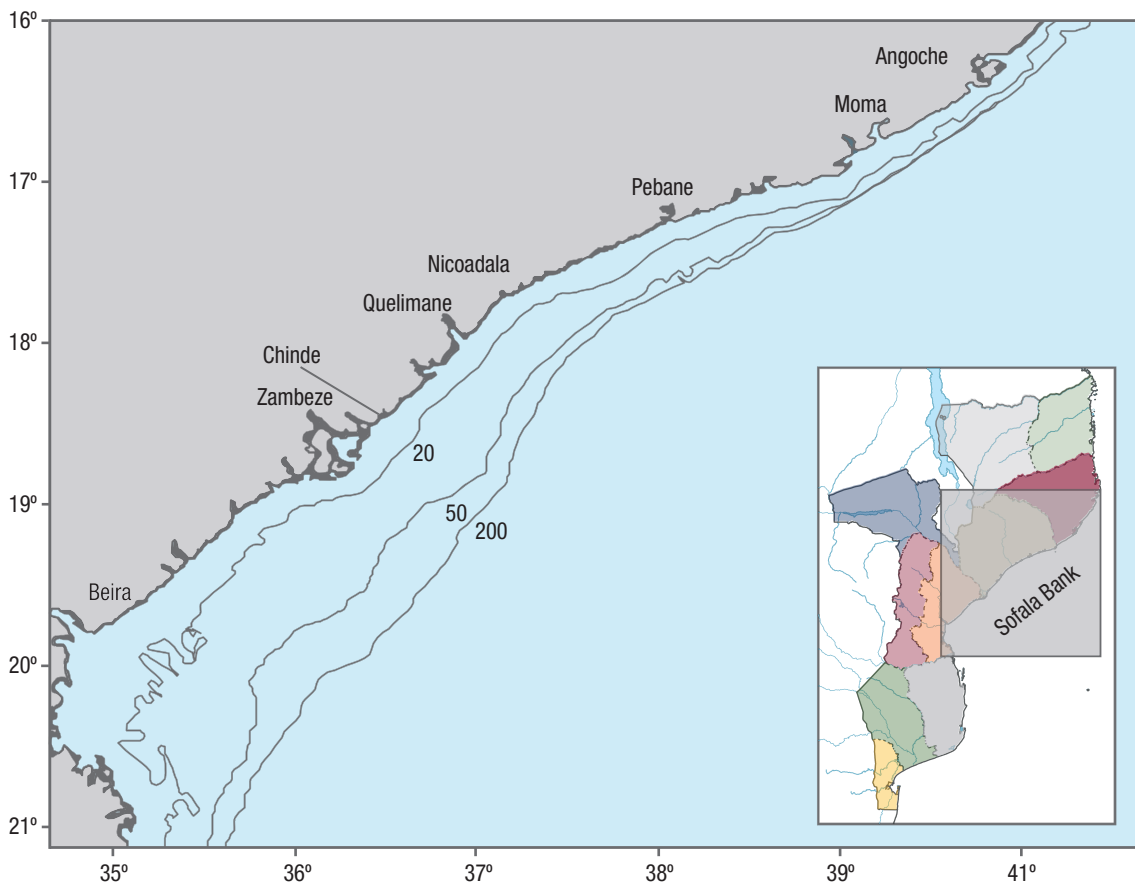 16º
Angoche
Moma
17º
Pebane
Nicoadala
Quelimane
18º
Chinde
Zambeze
20
19º
50
200
Beira
Sofala Bank
20º
21º
35º
36º
37º
38º
39º
41º